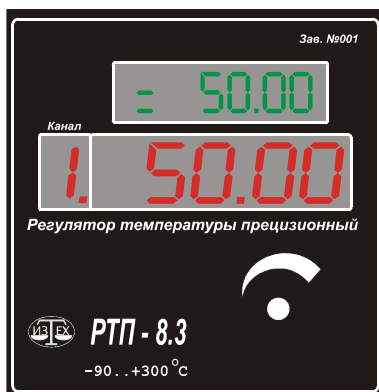 Зав. №001
= 50.00
Канал
1. 50.00
Регулятор температуры прецизионный
ИЗТЕХ
РТП - 8.3
-90..+300 °C